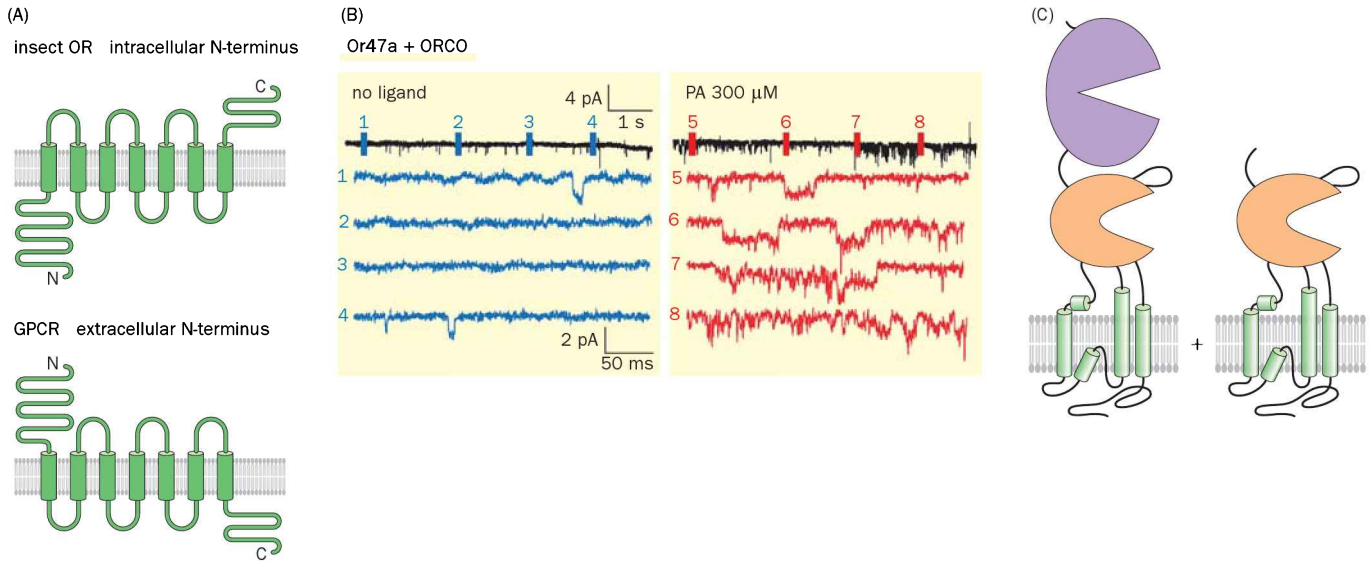 (A)
insect OR intracellular N-terminus
C
N
GPCR extracellular N-terminus
N
C
(B)
Or47a + ORCO
no ligand
4 pA
1 s
1 2 3 4
1
2
3
4
2 pA
50 ms
PA 300 μM
5 6 7 8
5
6
7
8
(C)
+